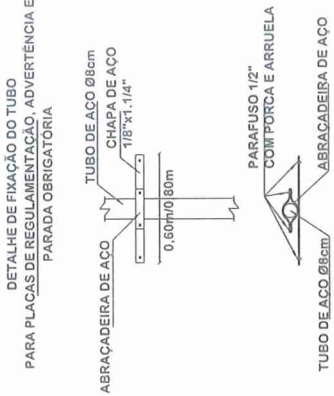 DETALHE DE FIXAÇÃO DO TUBO
PARA PLACAS DE REGULAMENTAÇÃO, ADVERTÊNCIA E
PARADA OBRIGATÓRIA
TUBO DE AÇO Ø8cm
CHAPA DE AÇO
1/8"x1.1/4"
ABRAÇADEIRA DE AÇO
0,60m/0,80m
PARAFUSO 1/2"
COM PORCA E ARRUELA
TUBO DE AÇO Ø8cm
ABRAÇADEIRA DE AÇO